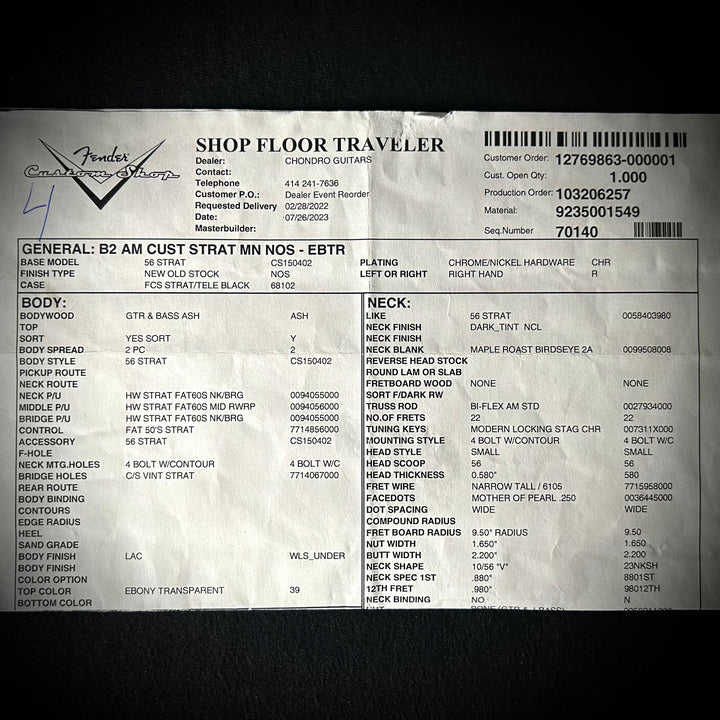 Fender
Custom Shop
4
SHOP FLOOR TRAVELER
Dealer: CHONDRO GUITARS
Contact:
Telephone 414 241-7636
Customer P.O.: Dealer Event Reorder
Requested Delivery 02/28/2022
Date: 07/26/2023
Masterbuilder:
Customer Order: 12769863-000001
Cust. Open Qty: 1.000
Production Order: 103206257
Material: 9235001549
Seq.Number 70140
GENERAL: B2 AM CUST STRAT MN NOS - EBTR
BASE MODEL 56 STRAT CS150402 PLATING CHROME/NICKEL HARDWARE CHR
FINISH TYPE NEW OLD STOCK NOS LEFT OR RIGHT RIGHT HAND R
CASE FCS STRAT/TELE BLACK 68102
BODY:
BODYWOOD GTR & BASS ASH ASH
TOP
SORT YES SORT Y
BODY SPREAD 2 PC 2
BODY STYLE 56 STRAT CS150402
PICKUP ROUTE
NECK ROUTE
NECK P/U HW STRAT FAT60S NK/BRG 0094055000
MIDDLE P/U HW STRAT FAT60S MID RWRP 0094056000
BRIDGE P/U HW STRAT FAT60S NK/BRG 0094055000
CONTROL FAT 50'S STRAT 7714856000
ACCESSORY 56 STRAT CS150402
F-HOLE
NECK MTG.HOLES 4 BOLT W/CONTOUR 4 BOLT W/C
BRIDGE HOLES C/S VINT STRAT 7714067000
REAR ROUTE
BODY BINDING
CONTOURS
EDGE RADIUS
HEEL
SAND GRADE
BODY FINISH LAC WLS_UNDER
BODY FINISH
COLOR OPTION
TOP COLOR EBONY TRANSPARENT 39
BOTTOM COLOR
NECK:
LIKE 56 STRAT 0058403980
NECK FINISH DARK_TINT NCL
NECK FINISH
NECK BLANK MAPLE ROAST BIRDSEYE 2A 0099508008
REVERSE HEAD STOCK
ROUND LAM OR SLAB
FRETBOARD WOOD NONE NONE
SORT F/DARK RW
TRUSS ROD BI-FLEX AM STD 0027934000
NO.OF FRETS 22 22
TUNING KEYS MODERN LOCKING STAG CHR 007311X000
MOUNTING STYLE 4 BOLT W/CONTOUR 4 BOLT W/C
HEAD STYLE SMALL SMALL
HEAD SCOOP 56 56
HEAD THICKNESS 0.580" 580
FRET WIRE NARROW TALL / 6105 7715958000
FACEDOTS MOTHER OF PEARL .250 0036445000
DOT SPACING WIDE WIDE
COMPOUND RADIUS
FRET BOARD RADIUS 9.50" RADIUS 9.50
NUT WIDTH 1.650" 1.650
BUTT WIDTH 2.200" 2.200
NECK SHAPE 10/56 "V" 23NKSH
NECK SPEC 1ST .880" 8801ST
12TH FRET .980" 98012TH
NECK BINDING NO N